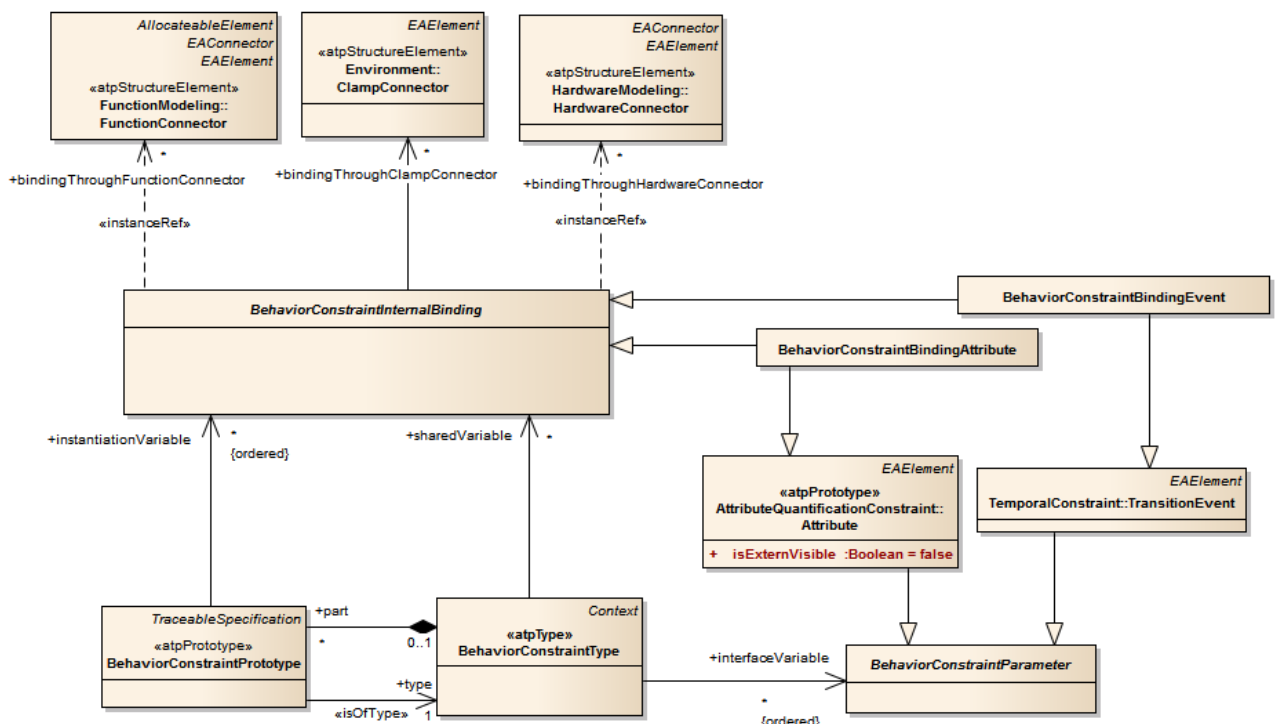 AllocateableElement
EAConnector
EAElement
«atpStructureElement»
FunctionModeling::
FunctionConnector
EAElement
«atpStructureElement»
Environment::
ClampConnector
EAConnector
EAElement
«atpStructureElement»
HardwareModeling::
HardwareConnector
*
+bindingThroughFunctionConnector
«instanceRef»
*
+bindingThroughClampConnector
*
+bindingThroughHardwareConnector
«instanceRef»
BehaviorConstraintInternalBinding
BehaviorConstraintBindingEvent
BehaviorConstraintBindingAttribute
+instantiationVariable
*
{ordered}
+sharedVariable
*
EAElement
«atpPrototype»
AttributeQuantificationConstraint::
Attribute
+ isExternVisible :Boolean = false
EAElement
TemporalConstraint::TransitionEvent
TraceableSpecification
«atpPrototype»
BehaviorConstraintPrototype
+part
*
0..1
+type
«isOfType»
1
Context
«atpType»
BehaviorConstraintType
+interfaceVariable
*
{ordered}
BehaviorConstraintParameter